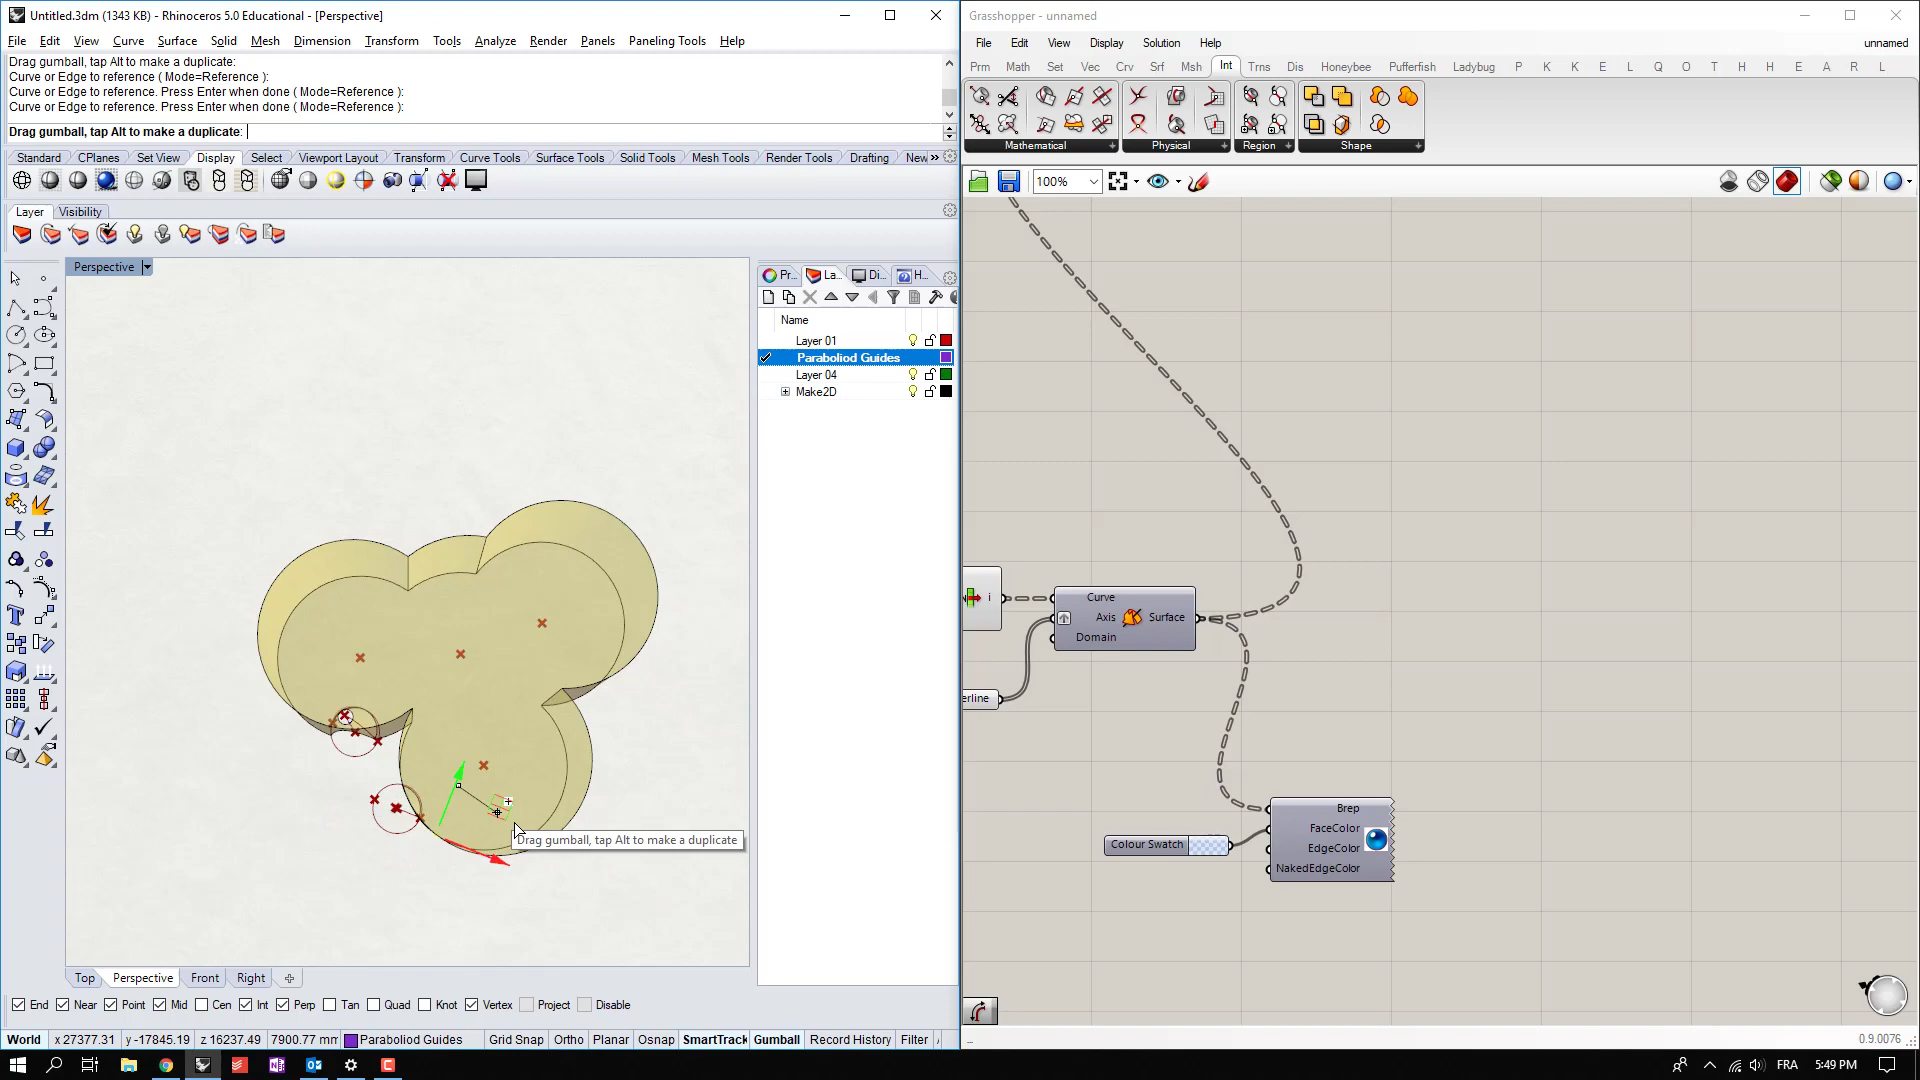 Untitled.3dm (1343 KB) - Rhinoceros 5.0 Educational - [Perspective]
File Edit View Curve Surface Solid Mesh Dimension Transform Tools Analyze Render Panels Paneling Tools Help
Drag gumball, tap Alt to make a duplicate:
Curve or Edge to reference ( Mode=Reference ):
Curve or Edge to reference. Press Enter when done ( Mode=Reference ):
Curve or Edge to reference. Press Enter when done ( Mode=Reference ):
Drag gumball, tap Alt to make a duplicate:
Standard CPlanes Set View Display Select Viewport Layout Transform Curve Tools Surface Tools Solid Tools Mesh Tools Render Tools Drafting New
Layer Visibility
Perspective
Pr... La... Di... H...
Name
Layer 01
Paraboliod Guides
Layer 04
Make2D
Drag gumball, tap Alt to make a duplicate
Top Perspective Front Right
End Near Point Mid Cen Int Perp Tan Quad Knot Vertex Project Disable
World x 27377.31 y -17845.19 z 16237.49 7900.77 mm Paraboliod Guides Grid Snap Ortho Planar Osnap SmartTrack Gumball Record History Filter
Grasshopper - unnamed
File Edit View Display Solution Help unnamed
Prm Math Set Vec Crv Srf Msh Int Trns Dis Honeybee Pufferfish Ladybug P K K E L Q O T H H E A R L
Mathematical Physical Region Shape
100%
i
Curve
Axis Surface
Domain
erline
Colour Swatch
Brep
FaceColor
EdgeColor
NakedEdgeColor
0.9.0076
FRA 5:49 PM